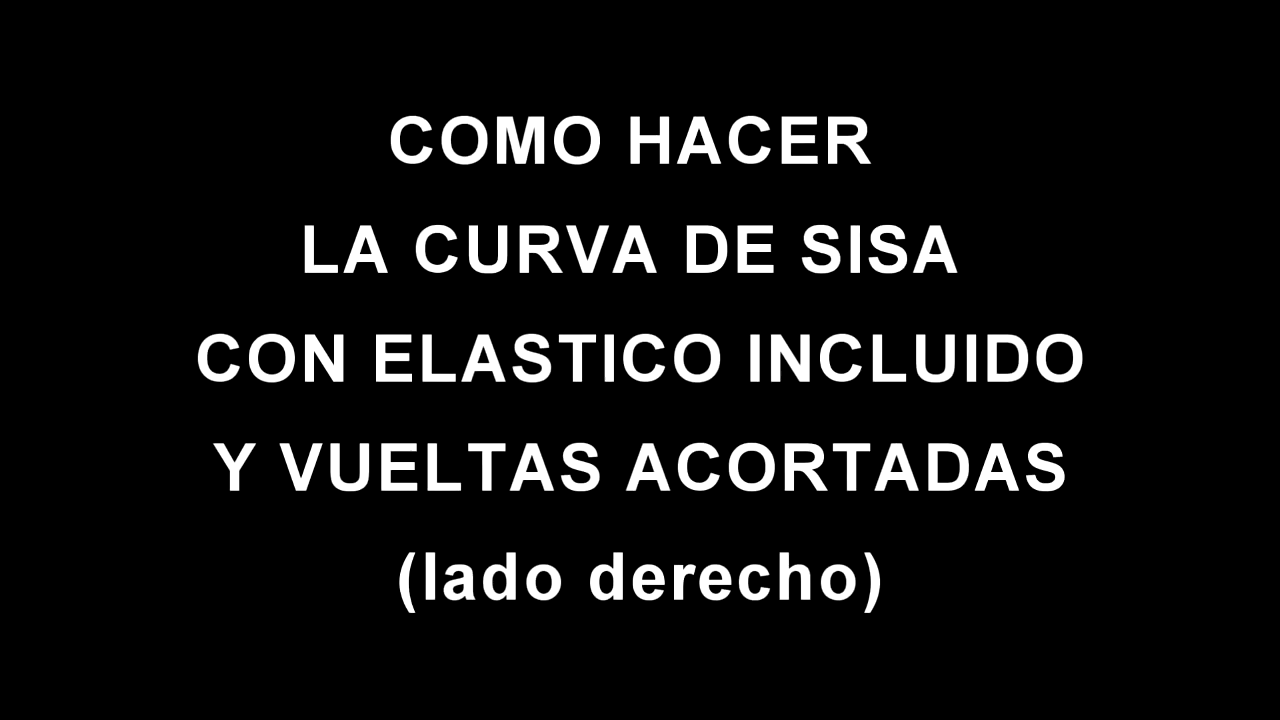 COMO HACER
LA CURVA DE SISA
CON ELASTICO INCLUIDO
Y VUELTAS ACORTADAS
(lado derecho)